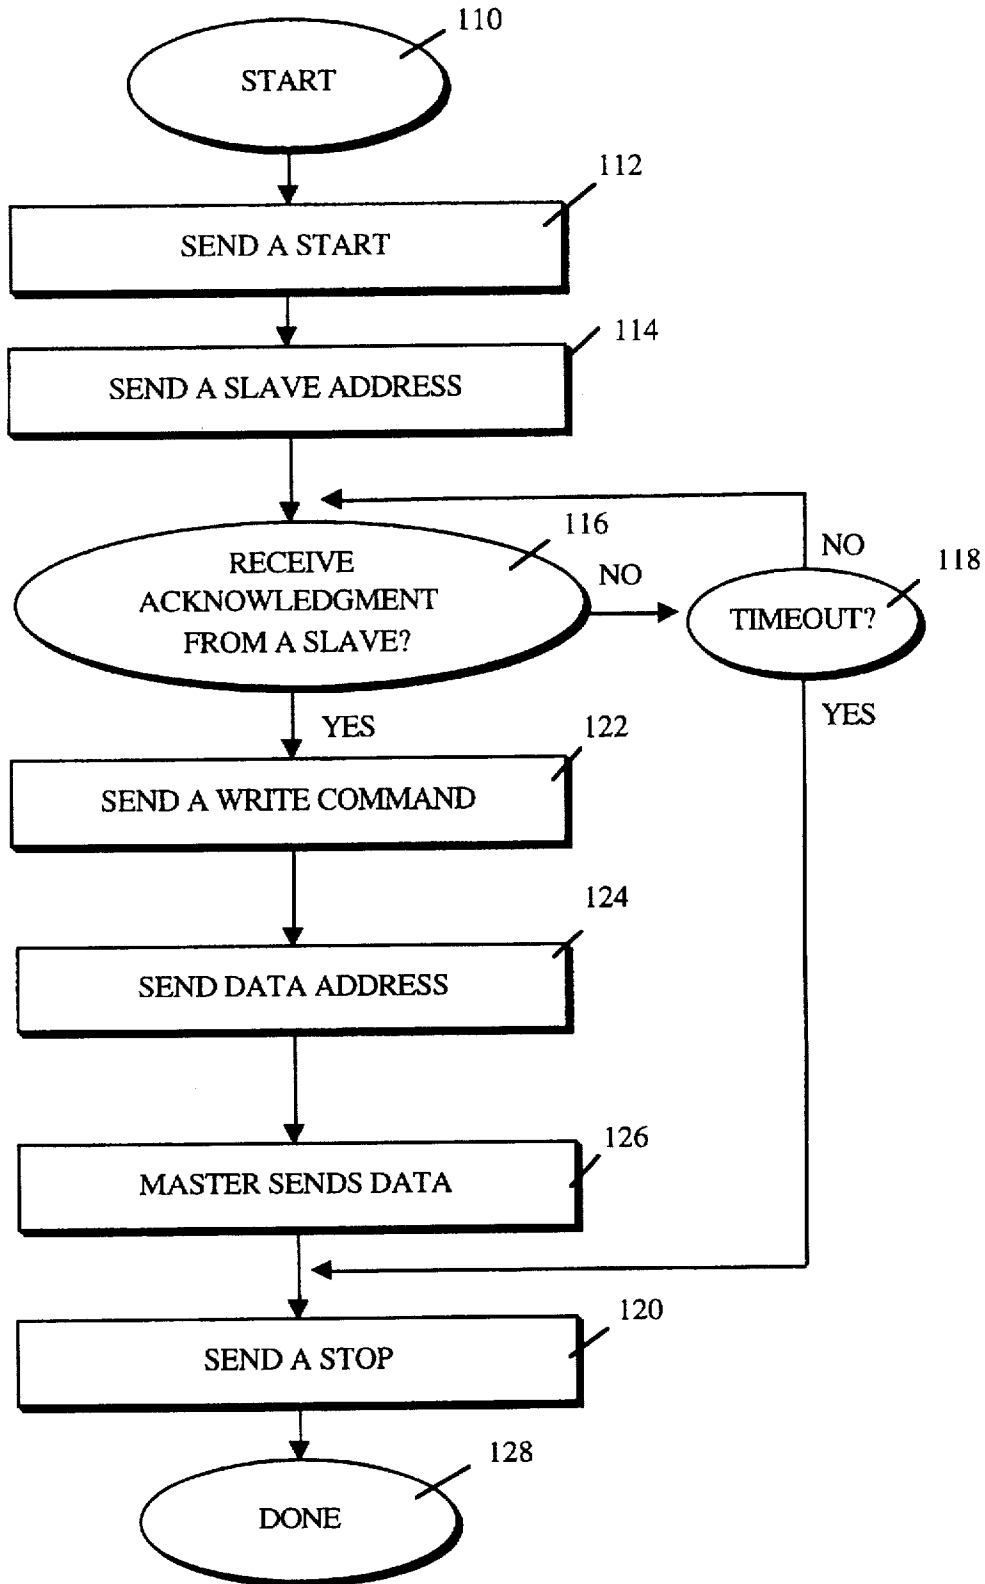 110
START
112
SEND A START
114
SEND A SLAVE ADDRESS
116
RECEIVE
ACKNOWLEDGMENT
FROM A SLAVE?
NO
NO
118
TIMEOUT?
YES
YES
122
SEND A WRITE COMMAND
124
SEND DATA ADDRESS
126
MASTER SENDS DATA
120
SEND A STOP
128
DONE